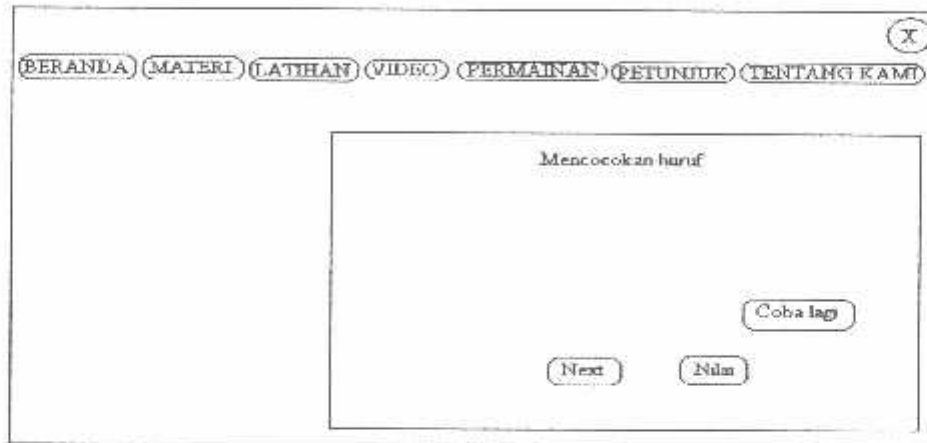 X
BERANDA MATERI LATIHAN VIDEO PERMAINAN PETUNJUK TENTANG KAMI
Mencocokan huruf
Coba lagi
Next Nilai